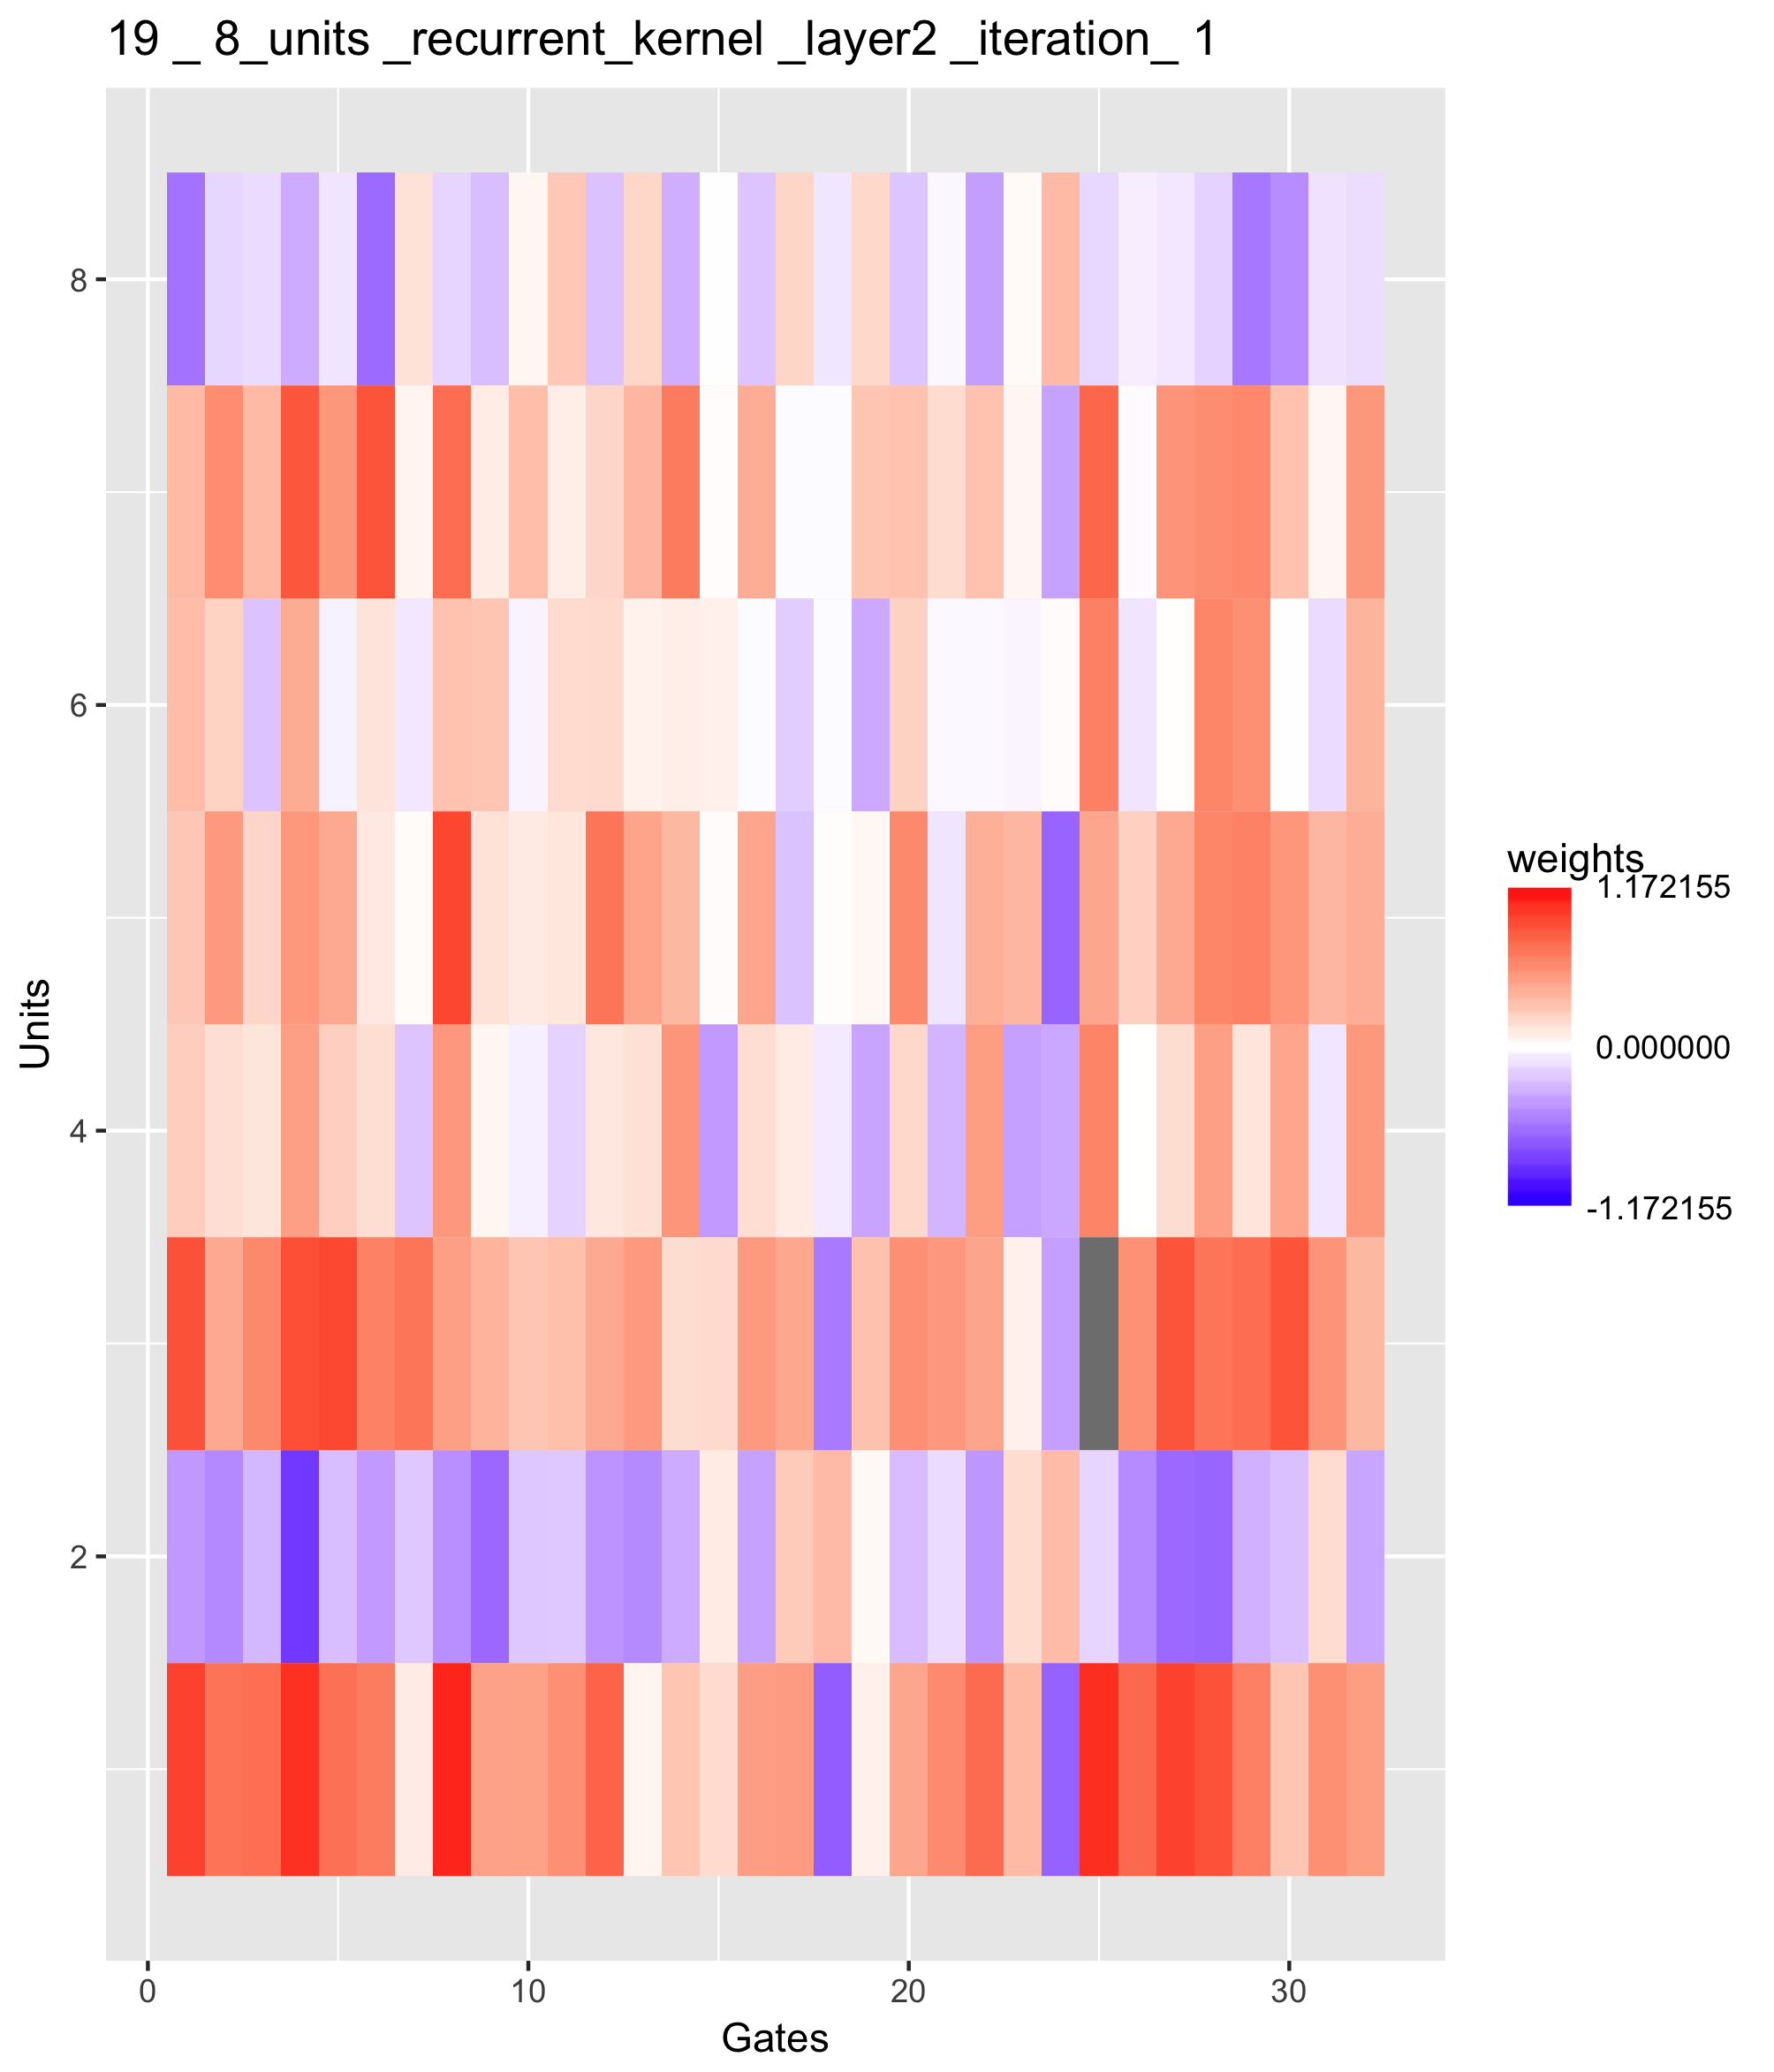 19 _ 8_units _recurrent_kernel _layer2 _iteration_ 1
8
6
4
2
Units
0 10 20 30
Gates
weights
1.172155
0.000000
-1.172155